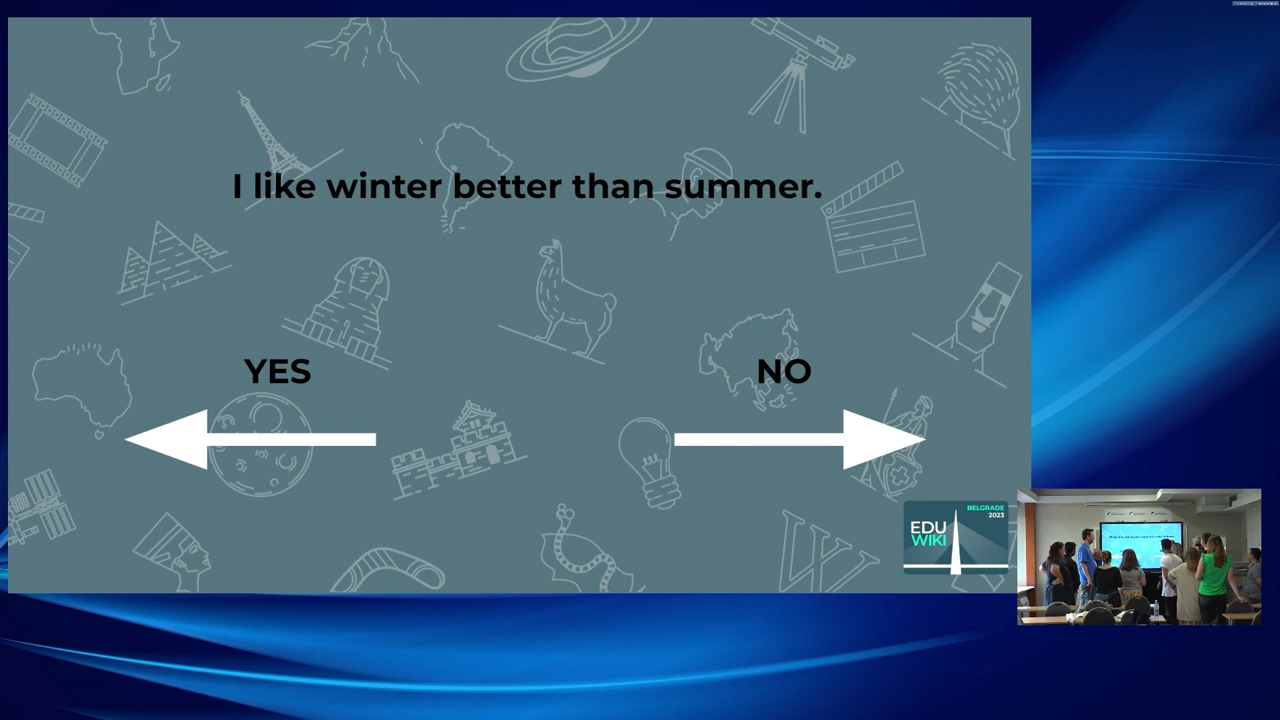 I like winter better than summer.
YES
NO
BELGRADE
2023
EDU
WIKI